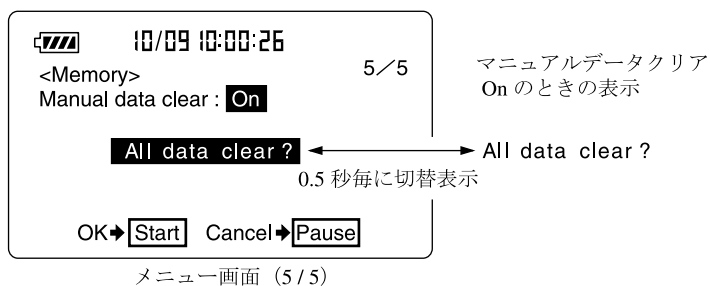 10/09 10:00:26
<Memory>
5／5
Manual data clear : On
All data clear ?
OK➔ Start Cancel➔ Pause
メニュー画面（5 / 5）
マニュアルデータクリア
On のときの表示
All data clear ?
0.5 秒毎に切替表示